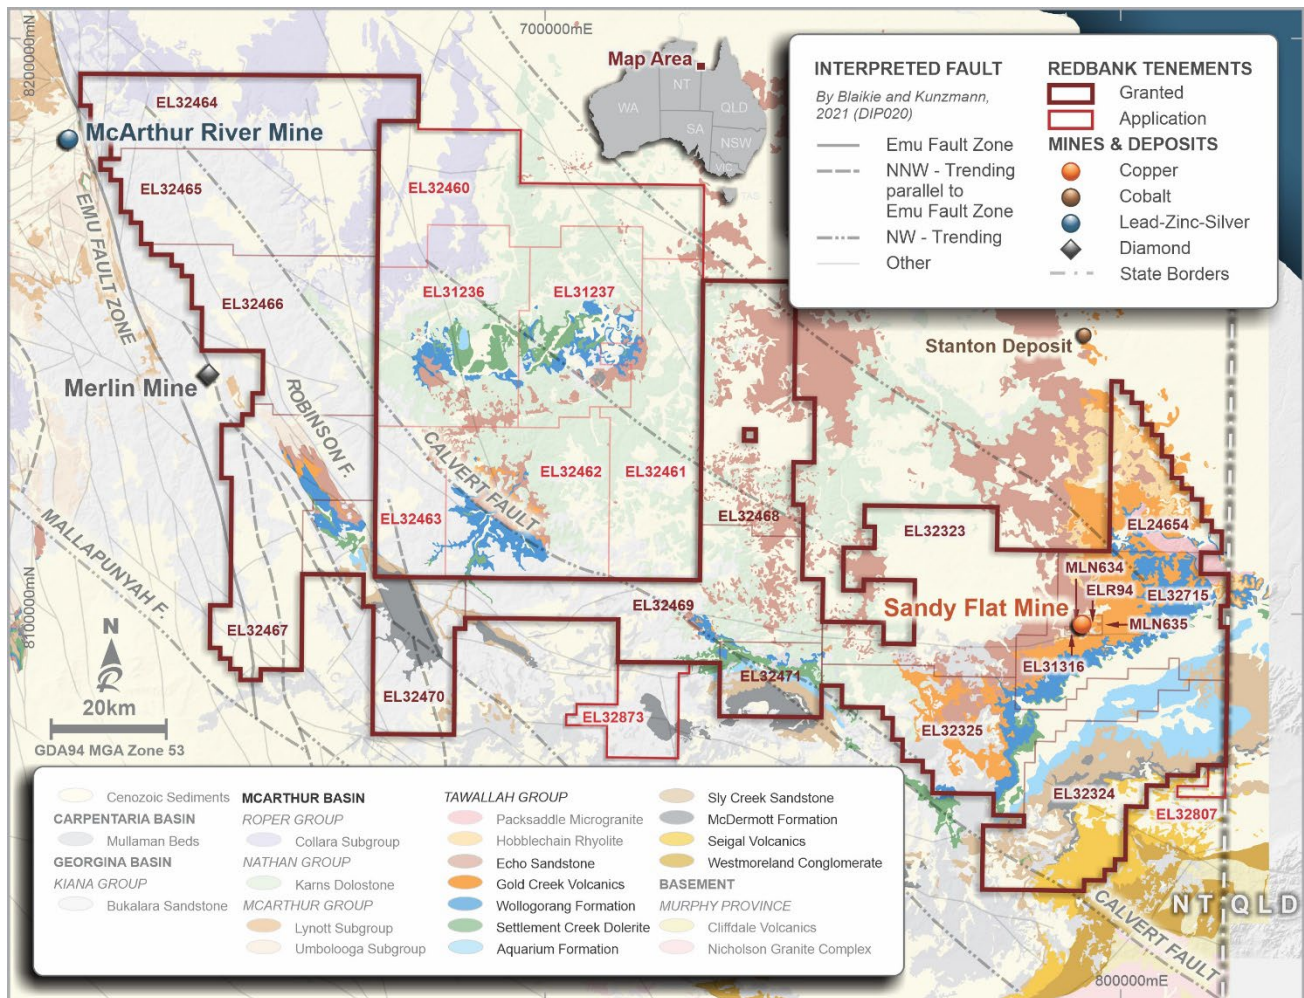 700000mE
8200000mN
Map Area
WA
NT
QLD
SA
NSW
VIC
TAS
INTERPRETED FAULT
By Blaikie and Kunzmann,
2021 (DIP020)
Emu Fault Zone
NNW - Trending
parallel to
Emu Fault Zone
NW - Trending
Other
REDBANK TENEMENTS
Granted
Application
MINES & DEPOSITS
Copper
Cobalt
Lead-Zinc-Silver
Diamond
State Borders
EL32464
McArthur River Mine
EL32465
EL32460
EMU FAULT ZONE
EL32466
EL31236
EL31237
Stanton Deposit
Merlin Mine
ROBINSON F.
CALVERT FAULT
EL32462
EL32461
EL32463
EL32468
EL32323
EL24654
MALLAPUNYAH F.
MLN634
ELR94
EL32715
Sandy Flat Mine
MLN635
8100000mN
EL32469
EL32467
EL31316
N
EL32471
EL32470
20km
EL32873
EL32325
GDA94 MGA Zone 53
EL32324
EL32807
CALVERT FAULT
NT QLD
800000mE
Cenozoic Sediments
CARPENTARIA BASIN
Mullaman Beds
GEORGINA BASIN
KIANA GROUP
Bukalara Sandstone
MCARTHUR BASIN
ROPER GROUP
Collara Subgroup
NATHAN GROUP
Karns Dolostone
MCARTHUR GROUP
Lynott Subgroup
Umbolooga Subgroup
TAWALLAH GROUP
Packsaddle Microgranite
Hobblechain Rhyolite
Echo Sandstone
Gold Creek Volcanics
Wollogorang Formation
Settlement Creek Dolerite
Aquarium Formation
Sly Creek Sandstone
McDermott Formation
Seigal Volcanics
Westmoreland Conglomerate
BASEMENT
MURPHY PROVINCE
Cliffdale Volcanics
Nicholson Granite Complex